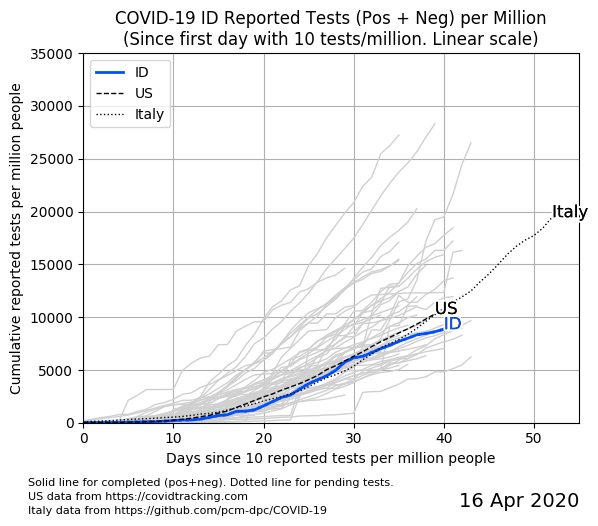 COVID-19 ID Reported Tests (Pos + Neg) per Million
(Since first day with 10 tests/million. Linear scale)
Cumulative reported tests per million people
35000
30000
25000
20000
15000
10000
5000
0
ID
US
Italy
Italy
US
ID
0 10 20 30 40 50
Days since 10 reported tests per million people
Solid line for completed (pos+neg). Dotted line for pending tests.
US data from https://covidtracking.com
Italy data from https://github.com/pcm-dpc/COVID-19
16 Apr 2020